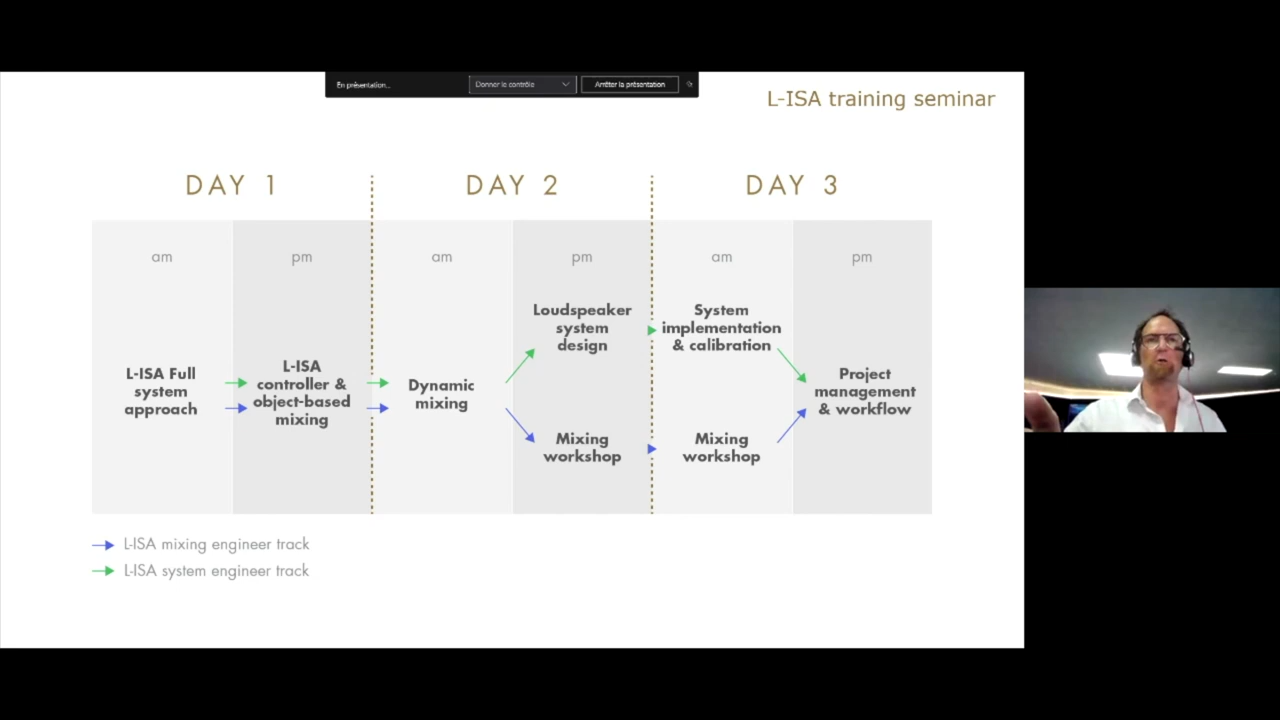 En présentation...
Donner le contrôle
Arrêter la présentation
L-ISA training seminar
DAY 1
DAY 2
DAY 3
am
pm
am
pm
am
pm
L-ISA Full
system
approach
L-ISA
controller &
object-based
mixing
Dynamic
mixing
Loudspeaker
system
design
Mixing
workshop
System
implementation
& calibration
Mixing
workshop
Project
management
& workflow
L-ISA mixing engineer track
L-ISA system engineer track